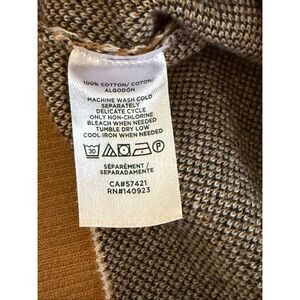 100% COTTON/ COTON/
ALGODÓN
MACHINE WASH COLD
SEPARATELY
DELICATE CYCLE
ONLY NON-CHLORINE
BLEACH WHEN NEEDED
TUMBLE DRY LOW
COOL IRON WHEN NEEDED
30 P
SÉPARÉMENT /
SEPARADAMENTE
CA#57421
RN#140923